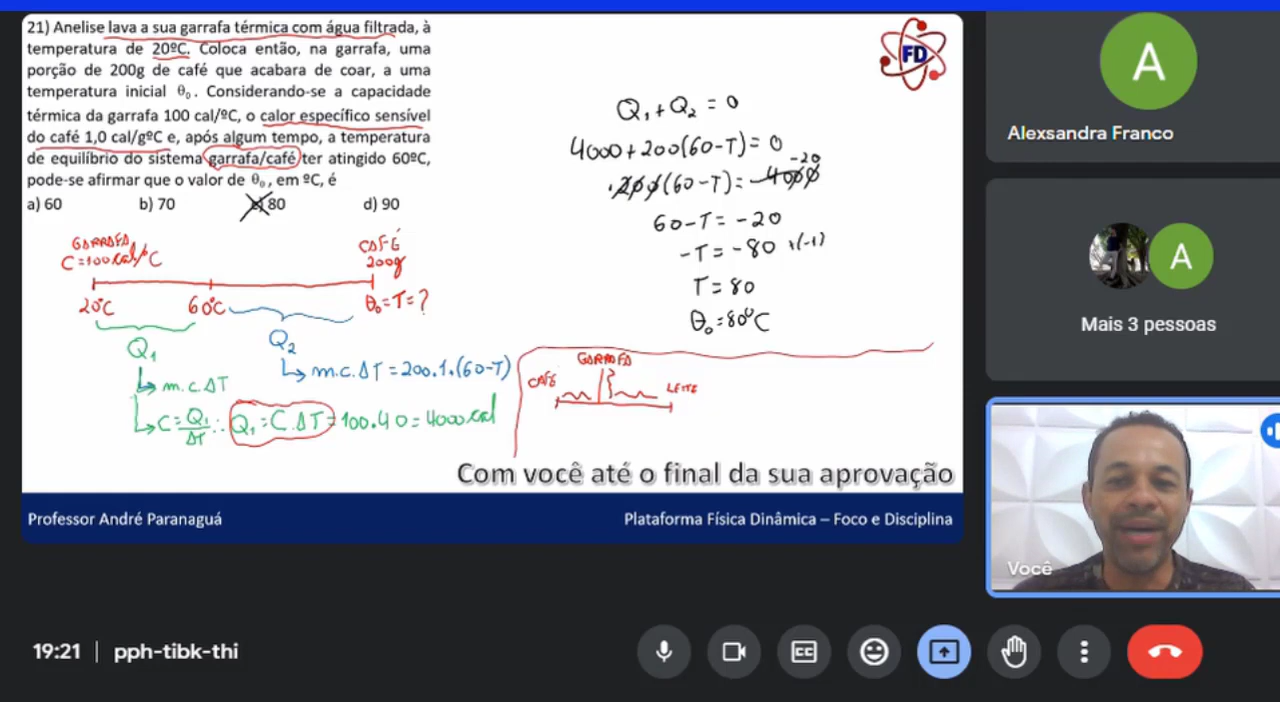 21) Anelise lava a sua garrafa térmica com água filtrada, à
temperatura de 20ºC. Coloca então, na garrafa, uma
porção de 200g de café que acabara de coar, a uma
temperatura inicial θ₀. Considerando-se a capacidade
térmica da garrafa 100 cal/ºC, o calor específico sensível
do café 1,0 cal/gºC e, após algum tempo, a temperatura
de equilíbrio do sistema garrafa/café ter atingido 60ºC,
pode-se afirmar que o valor de θ₀, em ºC, é
a) 60 b) 70 c) 80 d) 90
GARRAFA
C=100cal/°C
CAFÉ
200g
20°C 60°C θ₀=T=?
Q₁
Q₂
m.c.ΔT=200.1.(60-T)
m.c.ΔT
C=Q₁/ΔT ∴ Q₁=C.ΔT=100.40=4000cal
Q₁+Q₂=0
4000+200(60-T)=0
-20
200(60-T)=-4000
60-T=-20
-T=-80 .(-1)
T=80
θ₀=80°C
GARRAFA
CAFÉ
LEITE
Com você até o final da sua aprovação
Professor André Paranaguá
Plataforma Física Dinâmica – Foco e Disciplina
FD
A
Alexsandra Franco
A
Mais 3 pessoas
Você
19:21 | pph-tibk-thi
CC